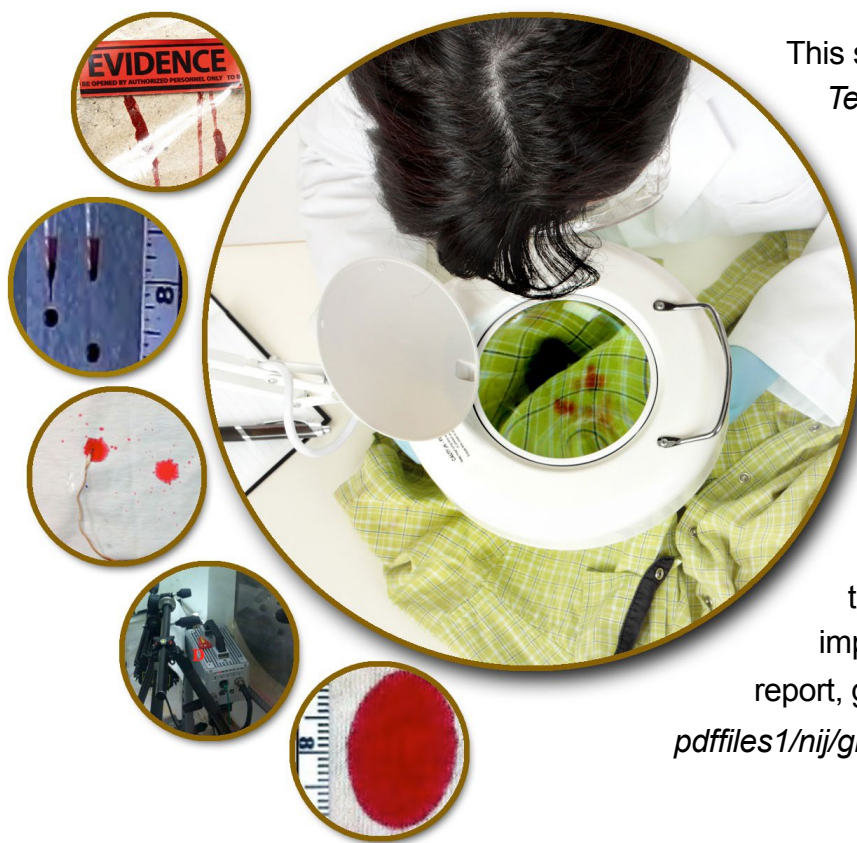 EVIDENCE
BE OPENED BY AUTHORIZED PERSONNEL ONLY TO B
8
8
This s
Te
t
imp
report, g
pdffiles1/nij/g